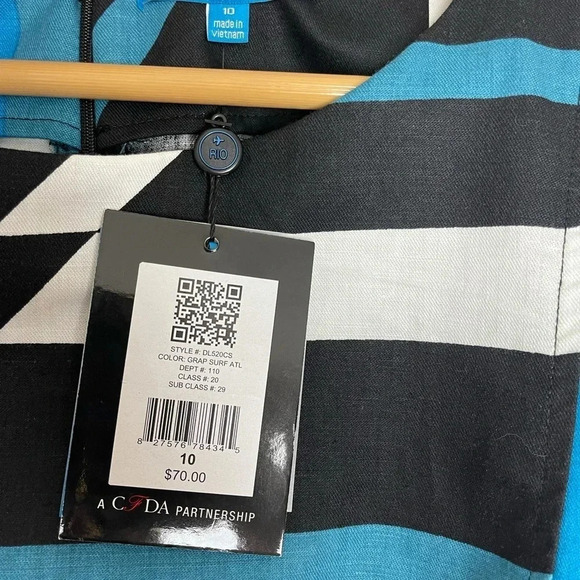 10
made in
vietnam
RIO
STYLE #: DL520CS
COLOR: GRAP SURF ATL
DEPT #: 110
CLASS #: 20
SUB CLASS #: 29
8 27576 78434 5
10
$70.00
A CFDA PARTNERSHIP